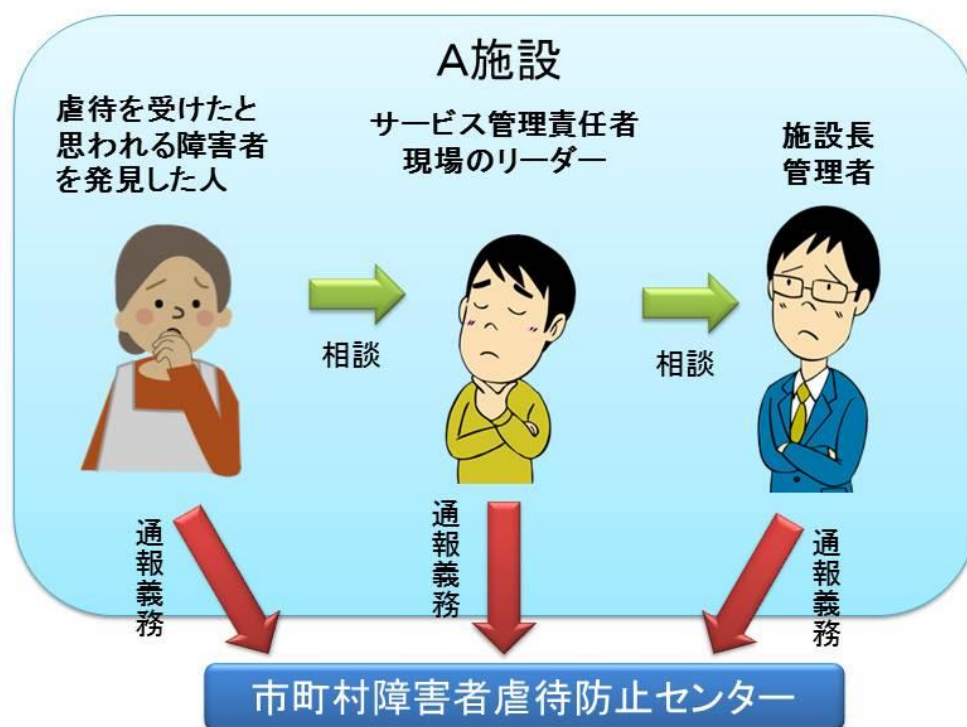 A施設
虐待を受けたと
思われる障害者
を発見した人
サービス管理責任者
現場のリーダー
施設長
管理者
相談
相談
通報義務
通報義務
通報義務
市町村障害者虐待防止センター